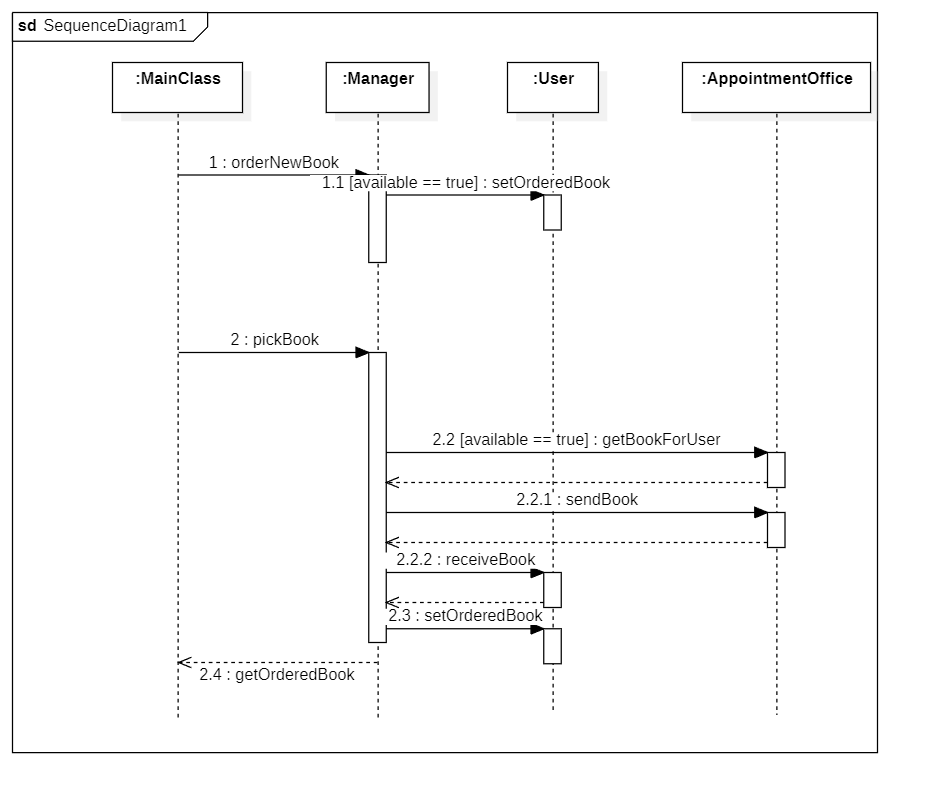 sd SequenceDiagram1
:MainClass :Manager :User :AppointmentOffice
1 : orderNewBook
1.1 [available == true] : setOrderedBook
2 : pickBook
2.2 [available == true] : getBookForUser
2.2.1 : sendBook
2.2.2 : receiveBook
2.3 : setOrderedBook
2.4 : getOrderedBook